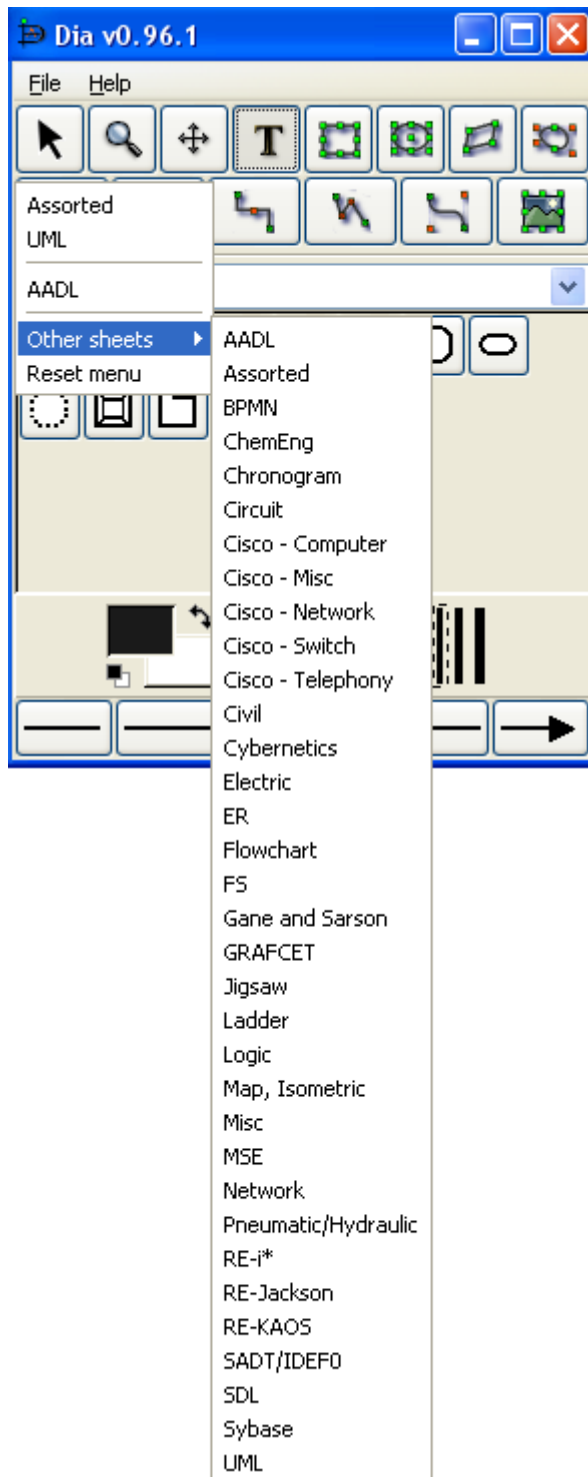 Dia v0.96.1
File Help
T
Assorted
UML
AADL
Other sheets
Reset menu
AADL
Assorted
BPMN
ChemEng
Chronogram
Circuit
Cisco - Computer
Cisco - Misc
Cisco - Network
Cisco - Switch
Cisco - Telephony
Civil
Cybernetics
Electric
ER
Flowchart
FS
Gane and Sarson
GRAFCET
Jigsaw
Ladder
Logic
Map, Isometric
Misc
MSE
Network
Pneumatic/Hydraulic
RE-i*
RE-Jackson
RE-KAOS
SADT/IDEF0
SDL
Sybase
UML